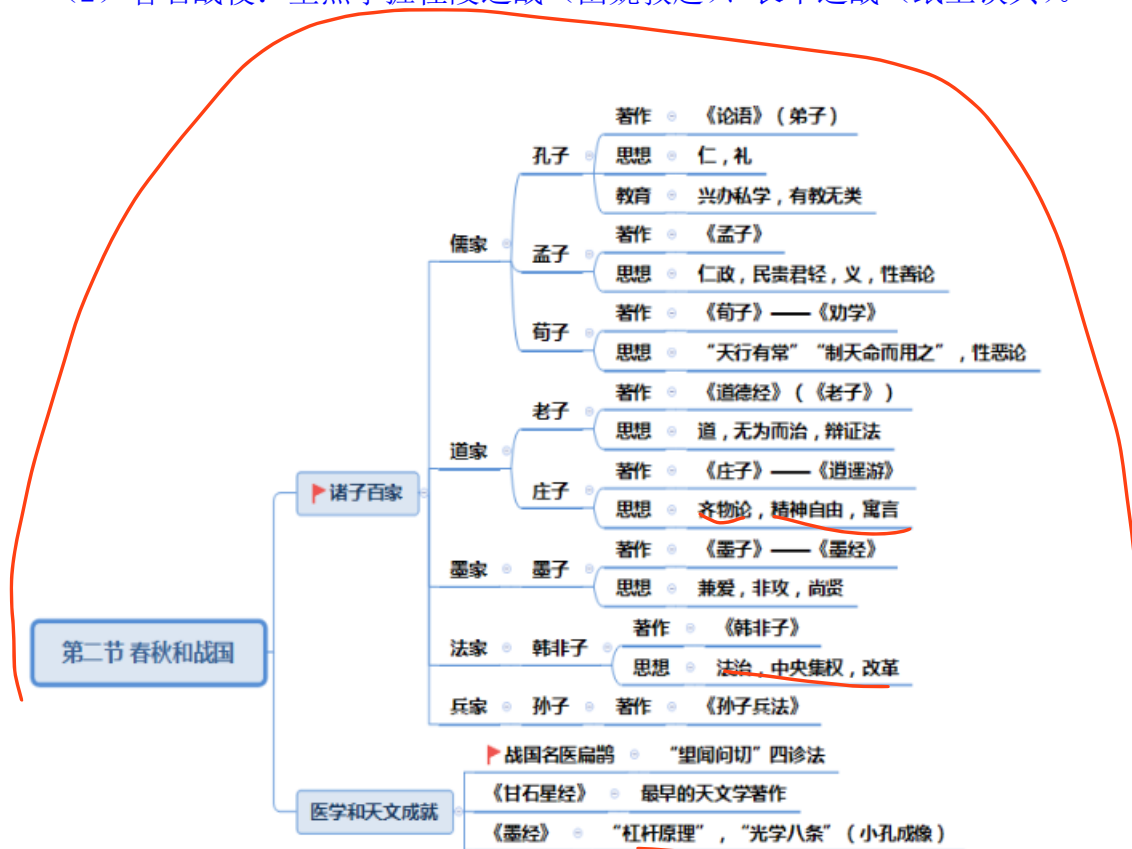 著作 《论语》(弟子)
孔子 思想 仁,礼
教育 兴办私学,有教无类
儒家
著作 《孟子》
孟子
思想 仁政,民贵君轻,义,性善论
著作 《荀子》——《劝学》
荀子
思想 “天行有常”“制天命而用之”,性恶论
著作 《道德经》(《老子》)
老子
思想 道,无为而治,辩证法
道家
著作 《庄子》——《逍遥游》
诸子百家 庄子
思想 齐物论,精神自由,寓言
著作 《墨子》——《墨经》
墨家 墨子
思想 兼爱,非攻,尚贤
著作 《韩非子》
第二节 春秋和战国 法家 韩非子
思想 法治,中央集权,改革
兵家 孙子 著作 《孙子兵法》
战国名医扁鹊 “望闻问切”四诊法
《甘石星经》 最早的天文学著作
医学和天文成就
《墨经》 “杠杆原理”,“光学八条”(小孔成像)